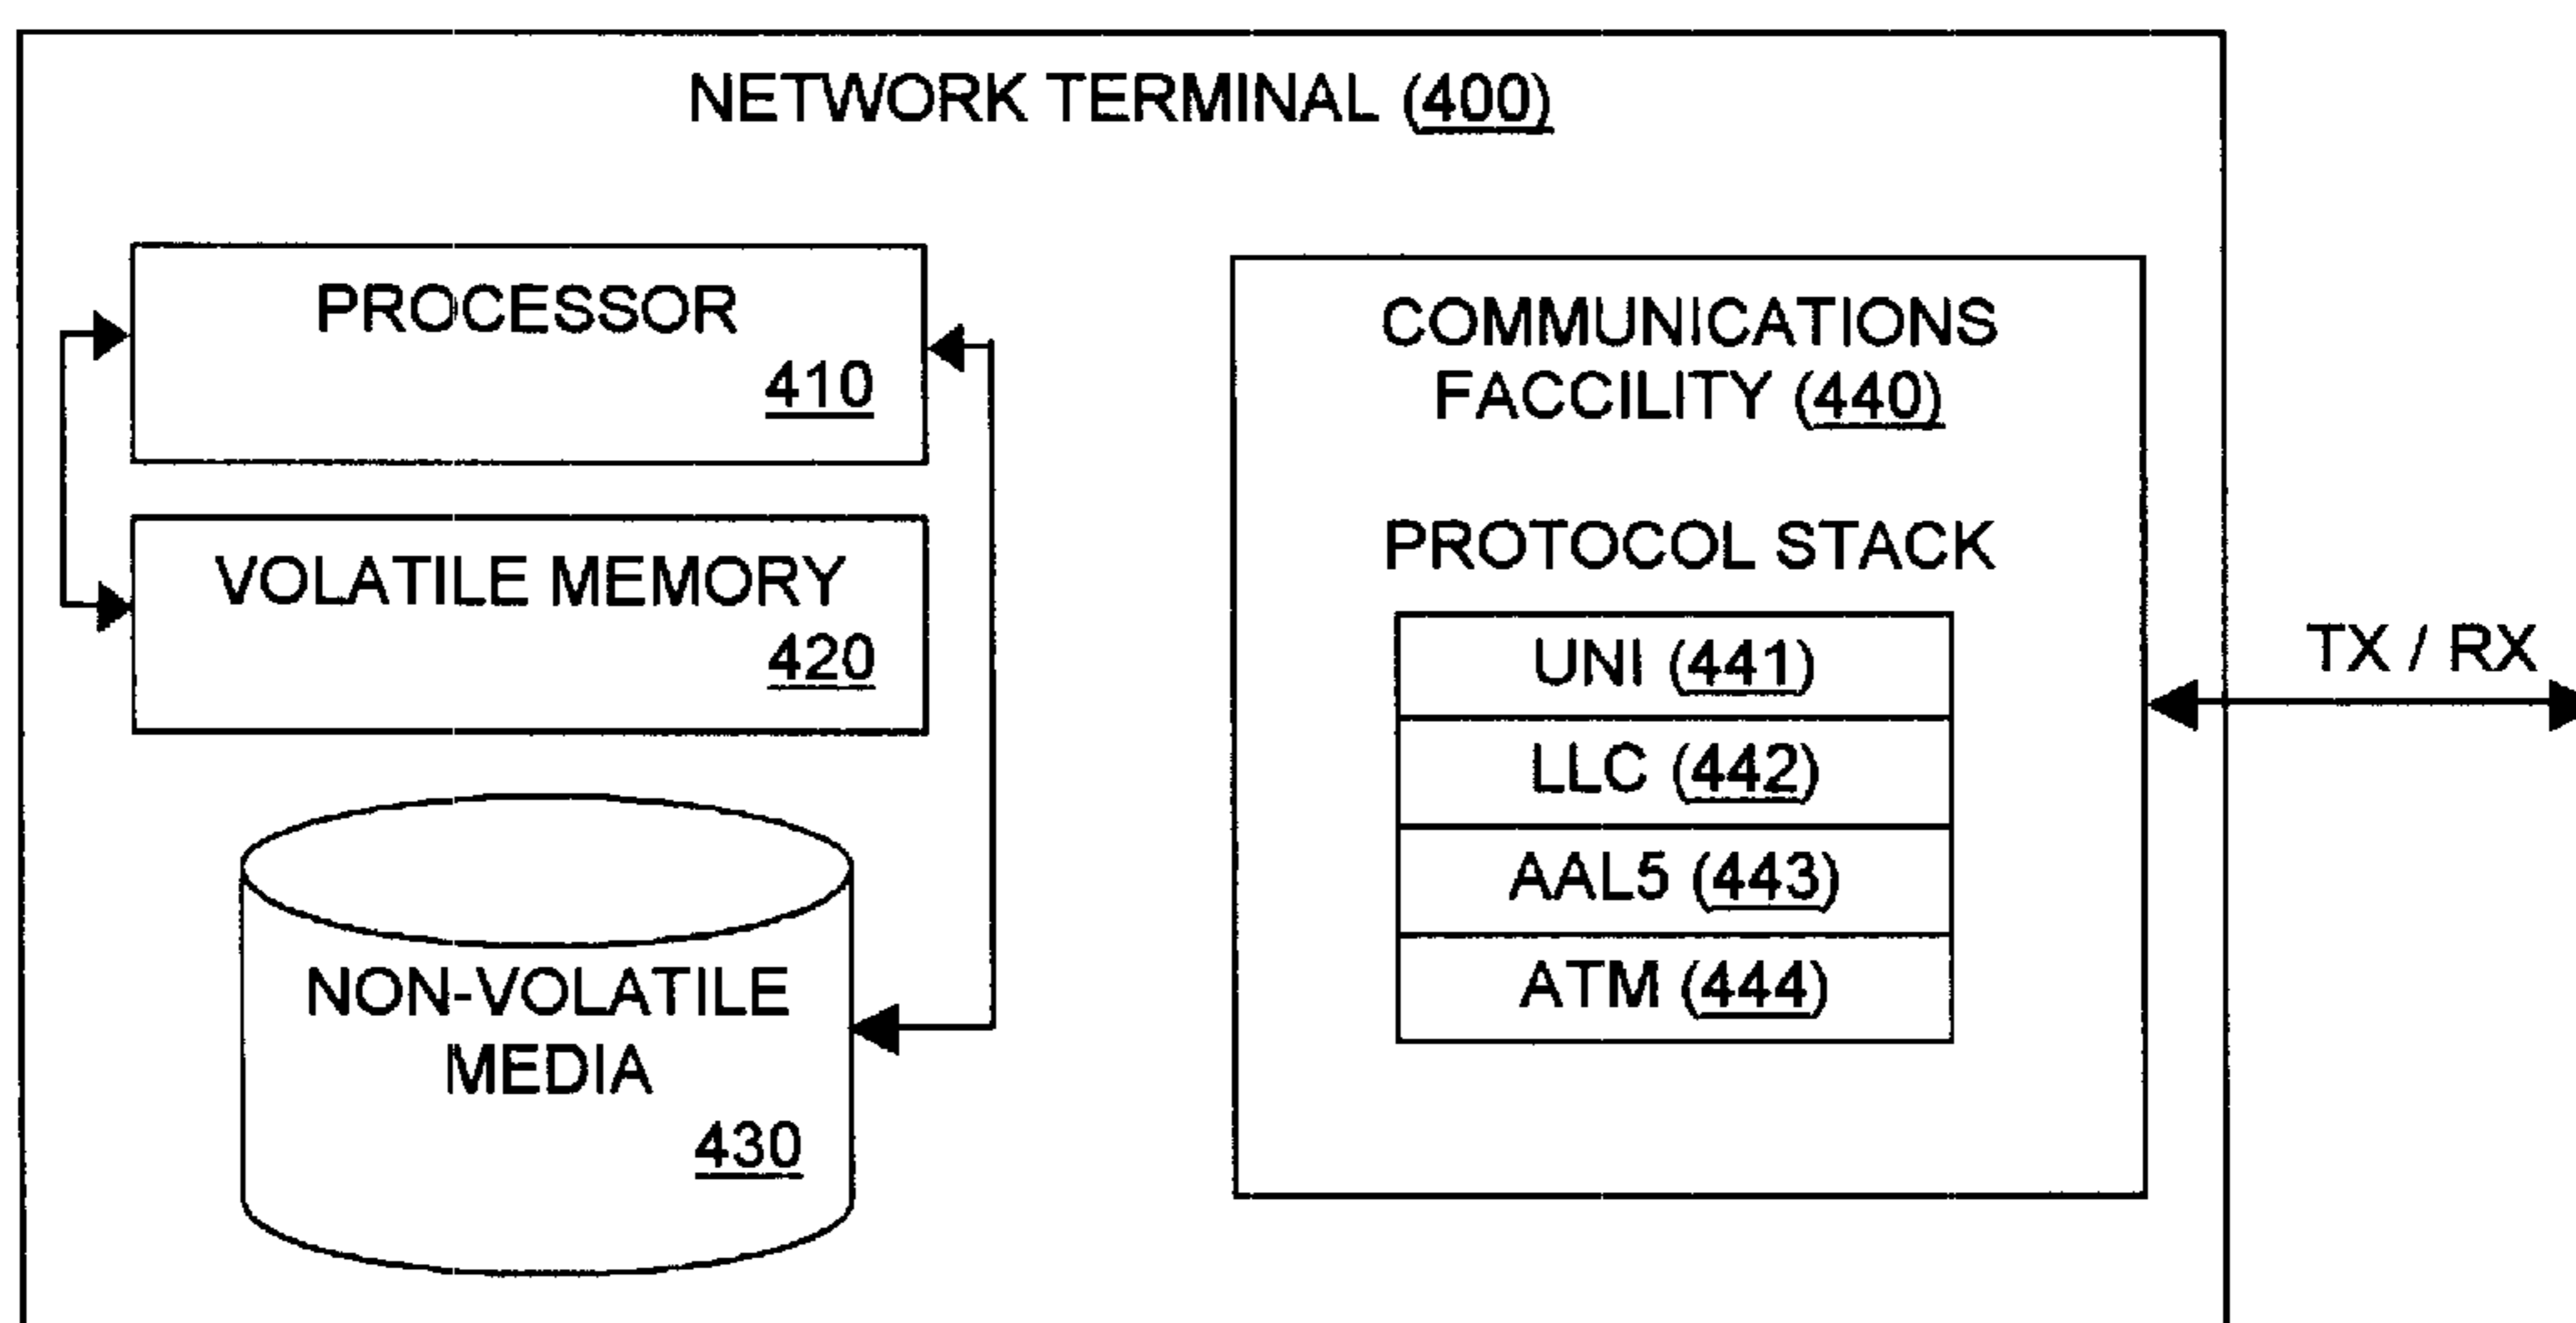 NETWORK TERMINAL (400)
PROCESSOR
410
VOLATILE MEMORY
420
NON-VOLATILE
MEDIA
430
COMMUNICATIONS
FACCILITY (440)
PROTOCOL STACK
UNI (441)
LLC (442)
AAL5 (443)
ATM (444)
TX / RX